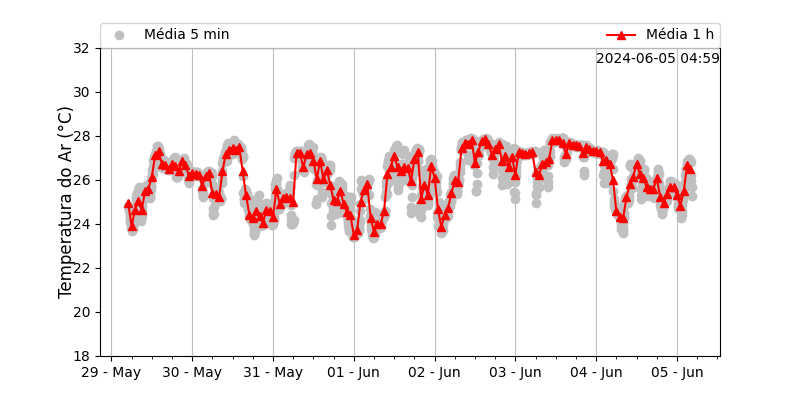 Média 5 min
Média 1 h
2024-06-05 04:59
Temperatura do Ar (°C)
32
30
28
26
24
22
20
18
29 - May
30 - May
31 - May
01 - Jun
02 - Jun
03 - Jun
04 - Jun
05 - Jun